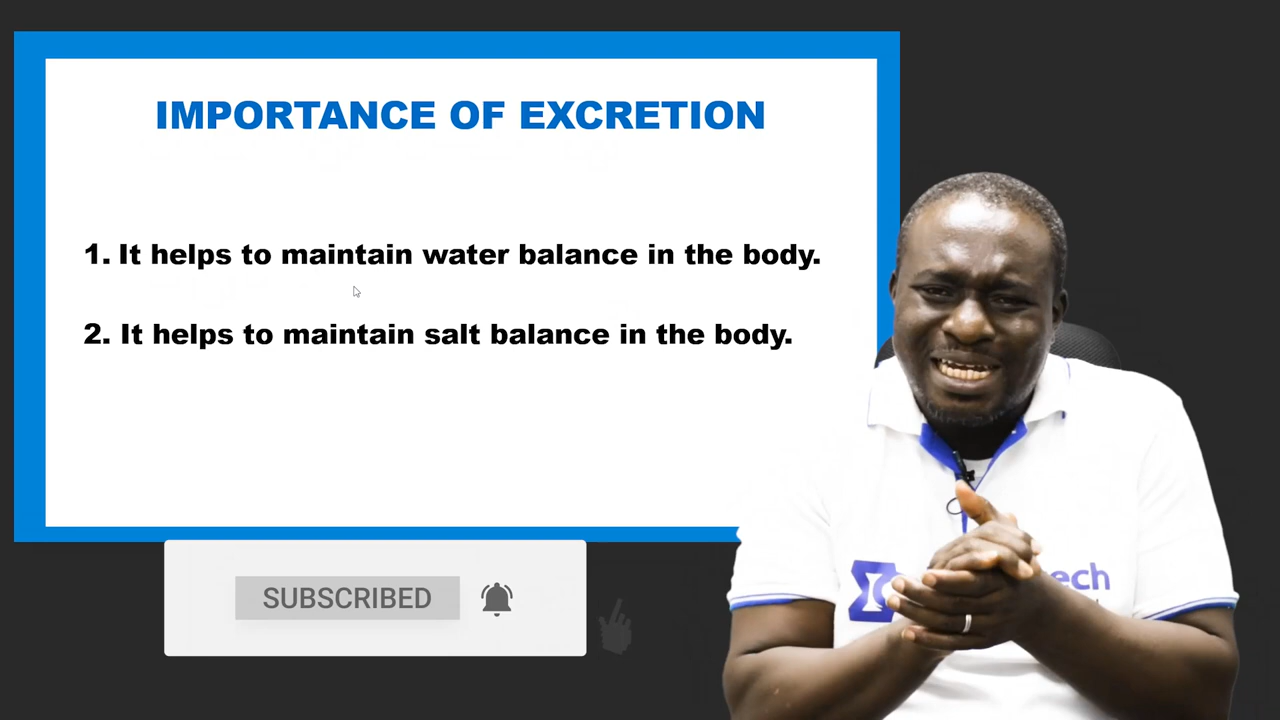 IMPORTANCE OF EXCRETION
1. It helps to maintain water balance in the body.
2. It helps to maintain salt balance in the body.
SUBSCRIBED